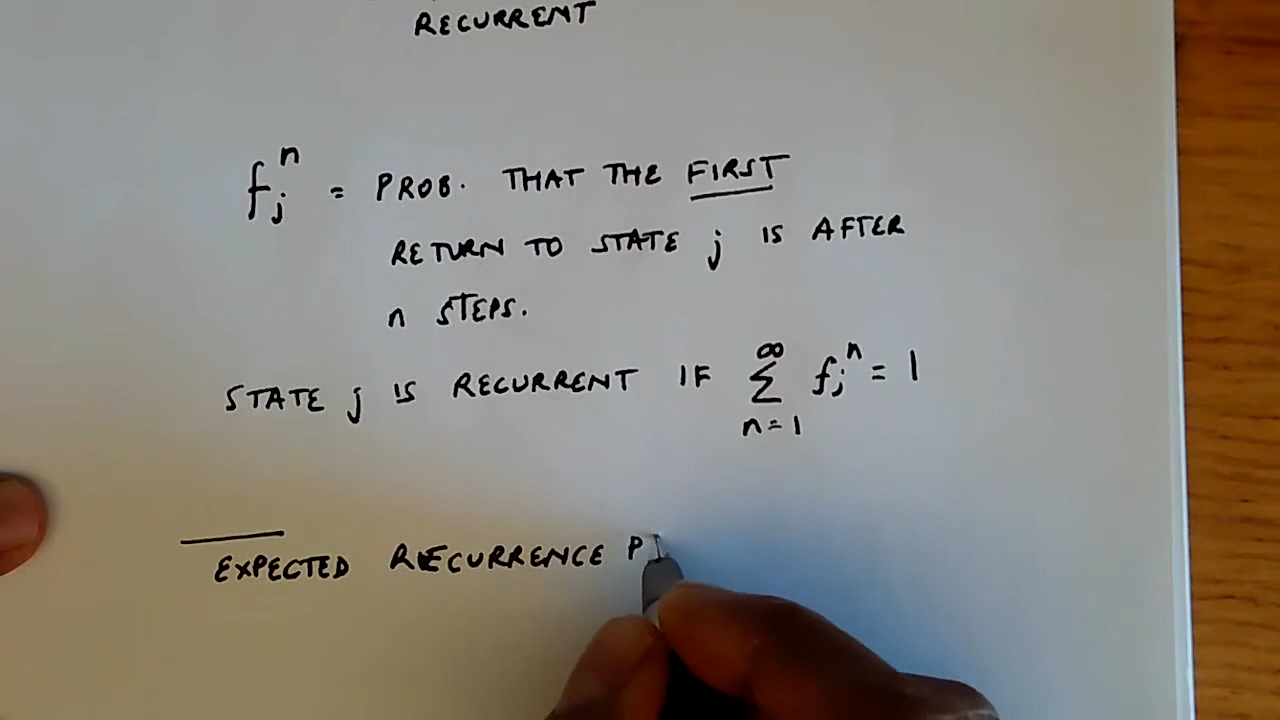 RECURRENT
f_j^n = PROB. THAT THE FIRST
RETURN TO STATE j IS AFTER
n STEPS.
STATE j IS RECURRENT IF ∑_{n=1}^{∞} f_j^n = 1
EXPECTED RECURRENCE P